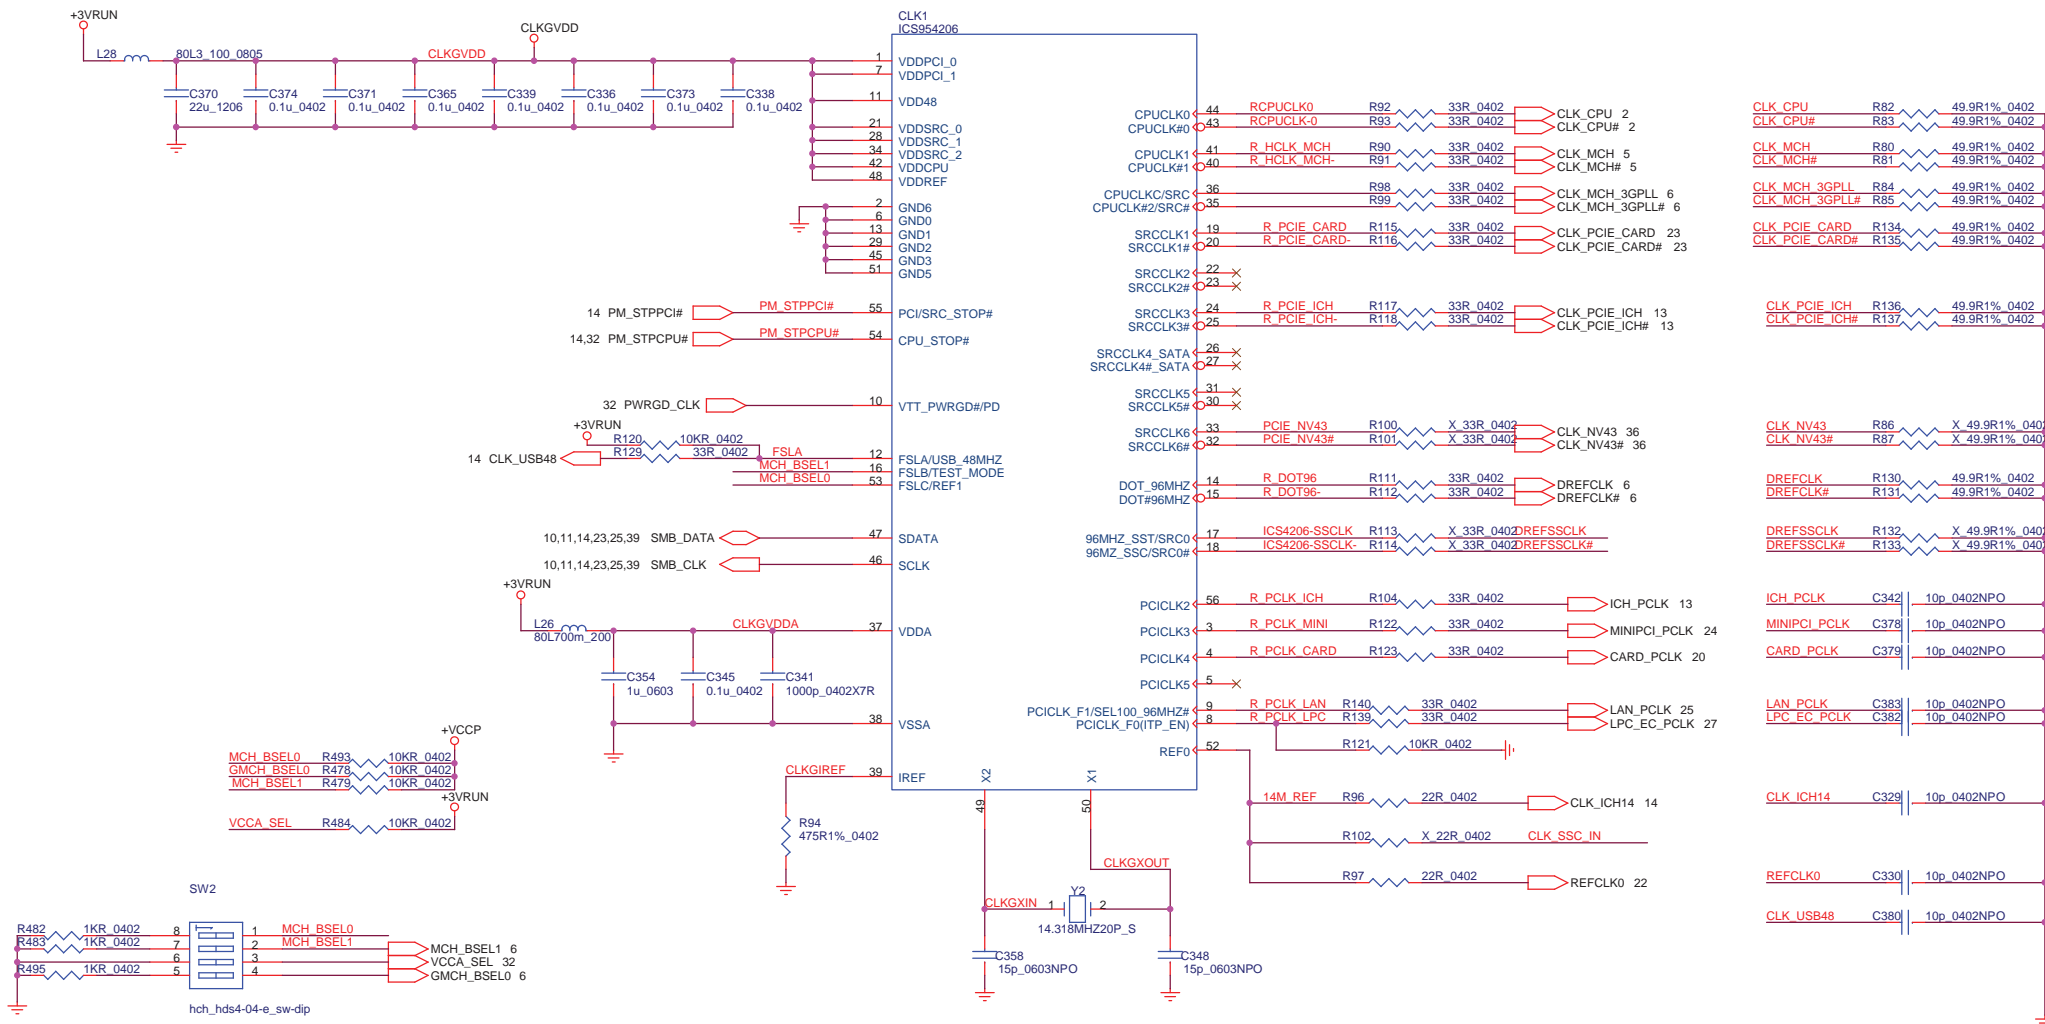 +3VRUN
L28 80L3_100_0805
CLKGVDD
CLKGVDD
C370
22u_1206
C374
0.1u_0402
C371
0.1u_0402
C365
0.1u_0402
C339
0.1u_0402
C336
0.1u_0402
C373
0.1u_0402
C338
0.1u_0402
CLK1
ICS954206
1 VDDPCI_0
7 VDDPCI_1
11 VDD48
21 VDDSRC_0
28 VDDSRC_1
34 VDDSRC_2
42 VDDCPU
48 VDDREF
2 GND6
6 GND0
13 GND1
29 GND2
45 GND3
51 GND5
14 PM_STPPCI# PM_STPPCI# 55 PCI/SRC_STOP#
14,32 PM_STPCPU# PM_STPCPU# 54 CPU_STOP#
32 PWRGD_CLK 10 VTT_PWRGD#/PD
+3VRUN
R120 10KR_0402
14 CLK_USB48 R129 33R_0402 FSLA 12 FSLA/USB_48MHZ
MCH_BSEL1 16 FSLB/TEST_MODE
MCH_BSEL0 53 FSLC/REF1
10,11,14,23,25,39 SMB_DATA 47 SDATA
10,11,14,23,25,39 SMB_CLK 46 SCLK
+3VRUN
L26
80L700m_200
CLKGVDDA 37 VDDA
C354
1u_0603
C345
0.1u_0402
C341
1000p_0402X7R
38 VSSA
CLKGIREF 39 IREF
R94
475R1%_0402
+VCCP
MCH_BSEL0 R493 10KR_0402
GMCH_BSEL0 R478 10KR_0402
MCH_BSEL1 R479 10KR_0402
+3VRUN
VCCA_SEL R484 10KR_0402
SW2
R482 1KR_0402 8 1 MCH_BSEL0
R483 1KR_0402 7 2 MCH_BSEL1 MCH_BSEL1 6
6 3 VCCA_SEL 32
R495 1KR_0402 5 4 GMCH_BSEL0 6
hch_hds4-04-e_sw-dip
X2 49
X1 50
CLKGXOUT
CLKGXIN 1 Y2 2
14.318MHZ20P_S
C358
15p_0603NPO
C348
15p_0603NPO
CPUCLK0 44 RCPUCLK0 R92 33R_0402 CLK_CPU 2
CPUCLK#0 43 RCPUCLK-0 R93 33R_0402 CLK_CPU# 2
CPUCLK1 41 R_HCLK_MCH R90 33R_0402 CLK_MCH 5
CPUCLK#1 40 R_HCLK_MCH- R91 33R_0402 CLK_MCH# 5
CPUCLKC/SRC 36 R98 33R_0402 CLK_MCH_3GPLL 6
CPUCLK#2/SRC# 35 R99 33R_0402 CLK_MCH_3GPLL# 6
SRCCLK1 19 R_PCIE_CARD R115 33R_0402 CLK_PCIE_CARD 23
SRCCLK1# 20 R_PCIE_CARD- R116 33R_0402 CLK_PCIE_CARD# 23
SRCCLK2 22
SRCCLK2# 23
SRCCLK3 24 R_PCIE_ICH R117 33R_0402 CLK_PCIE_ICH 13
SRCCLK3# 25 R_PCIE_ICH- R118 33R_0402 CLK_PCIE_ICH# 13
SRCCLK4_SATA 26
SRCCLK4#_SATA 27
SRCCLK5 31
SRCCLK5# 30
SRCCLK6 33 PCIE_NV43 R100 X_33R_0402 CLK_NV43 36
SRCCLK6# 32 PCIE_NV43# R101 X_33R_0402 CLK_NV43# 36
DOT_96MHZ 14 R_DOT96 R111 33R_0402 DREFCLK 6
DOT#96MHZ 15 R_DOT96- R112 33R_0402 DREFCLK# 6
96MHZ_SST/SRC0 17 ICS4206-SSCLK R113 X_33R_0402 DREFSSCLK
96MZ_SSC/SRC0# 18 ICS4206-SSCLK- R114 X_33R_0402 DREFSSCLK#
PCICLK2 56 R_PCLK_ICH R104 33R_0402 ICH_PCLK 13
PCICLK3 3 R_PCLK_MINI R122 33R_0402 MINIPCI_PCLK 24
PCICLK4 4 R_PCLK_CARD R123 33R_0402 CARD_PCLK 20
PCICLK5 5
PCICLK_F1/SEL100_96MHZ# 9 R_PCLK_LAN R140 33R_0402 LAN_PCLK 25
PCICLK_F0(ITP_EN) 8 R_PCLK_LPC R139 33R_0402 LPC_EC_PCLK 27
REF0 52 R121 10KR_0402
14M_REF R96 22R_0402 CLK_ICH14 14
R102 X_22R_0402 CLK_SSC_IN
R97 22R_0402 REFCLK0 22
CLK_CPU R82 49.9R1%_0402
CLK_CPU# R83 49.9R1%_0402
CLK_MCH R80 49.9R1%_0402
CLK_MCH# R81 49.9R1%_0402
CLK_MCH_3GPLL R84 49.9R1%_0402
CLK_MCH_3GPLL# R85 49.9R1%_0402
CLK_PCIE_CARD R134 49.9R1%_0402
CLK_PCIE_CARD# R135 49.9R1%_0402
CLK_PCIE_ICH R136 49.9R1%_0402
CLK_PCIE_ICH# R137 49.9R1%_0402
CLK_NV43 R86 X_49.9R1%_0402
CLK_NV43# R87 X_49.9R1%_0402
DREFCLK R130 49.9R1%_0402
DREFCLK# R131 49.9R1%_0402
DREFSSCLK R132 X_49.9R1%_0402
DREFSSCLK# R133 X_49.9R1%_0402
ICH_PCLK C342 10p_0402NPO
MINIPCI_PCLK C378 10p_0402NPO
CARD_PCLK C379 10p_0402NPO
LAN_PCLK C383 10p_0402NPO
LPC_EC_PCLK C382 10p_0402NPO
CLK_ICH14 C329 10p_0402NPO
REFCLK0 C330 10p_0402NPO
CLK_USB48 C380 10p_0402NPO